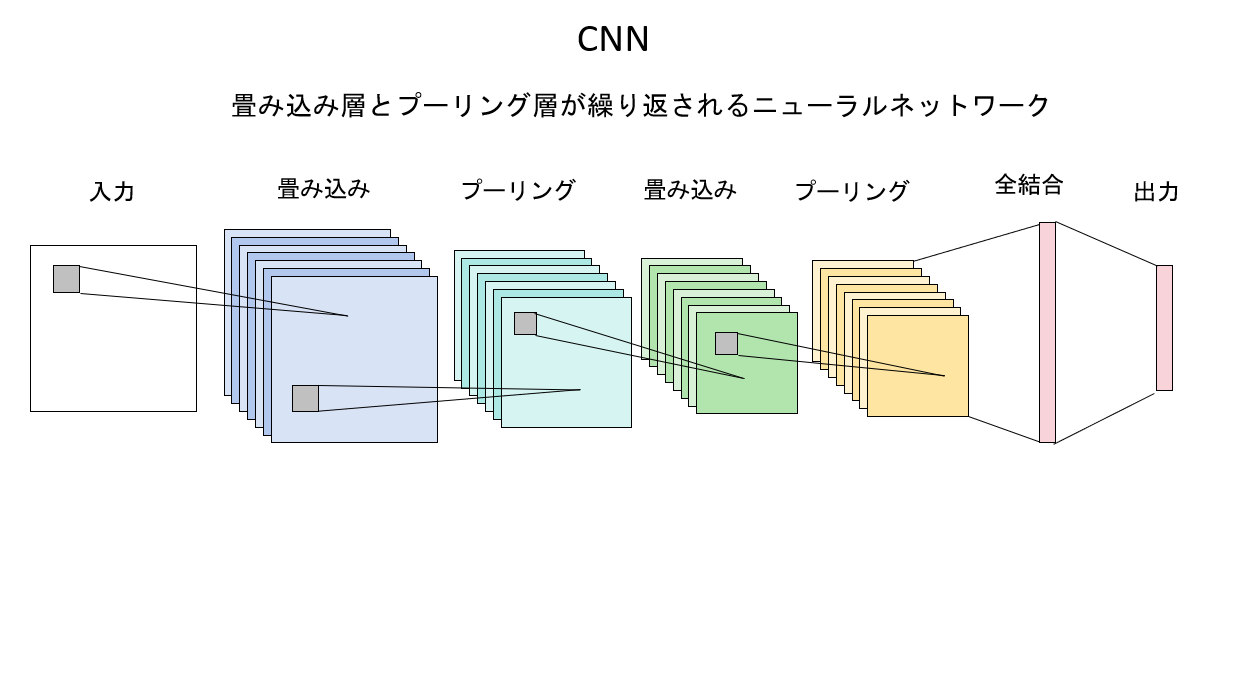 CNN
畳み込み層とプーリング層が繰り返されるニューラルネットワーク
入力
畳み込み
プーリング
畳み込み
プーリング
全結合
出力